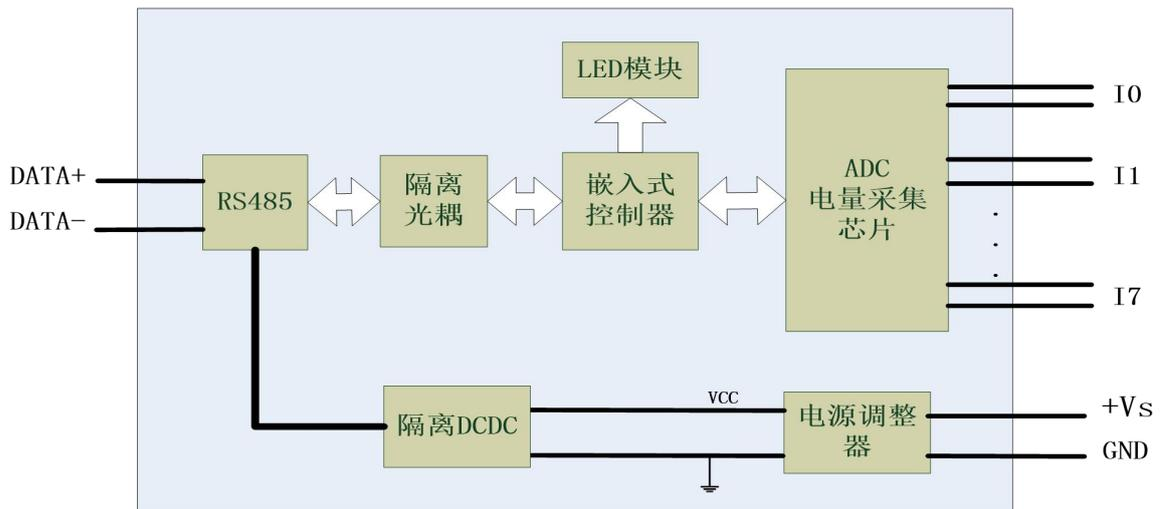 LED模块
I0
ADC
电量采集
芯片
DATA+
DATA-
RS485
隔离
光耦
嵌入式
控制器
I1
I7
隔离DCDC
VCC
电源调整
器
+Vs
GND